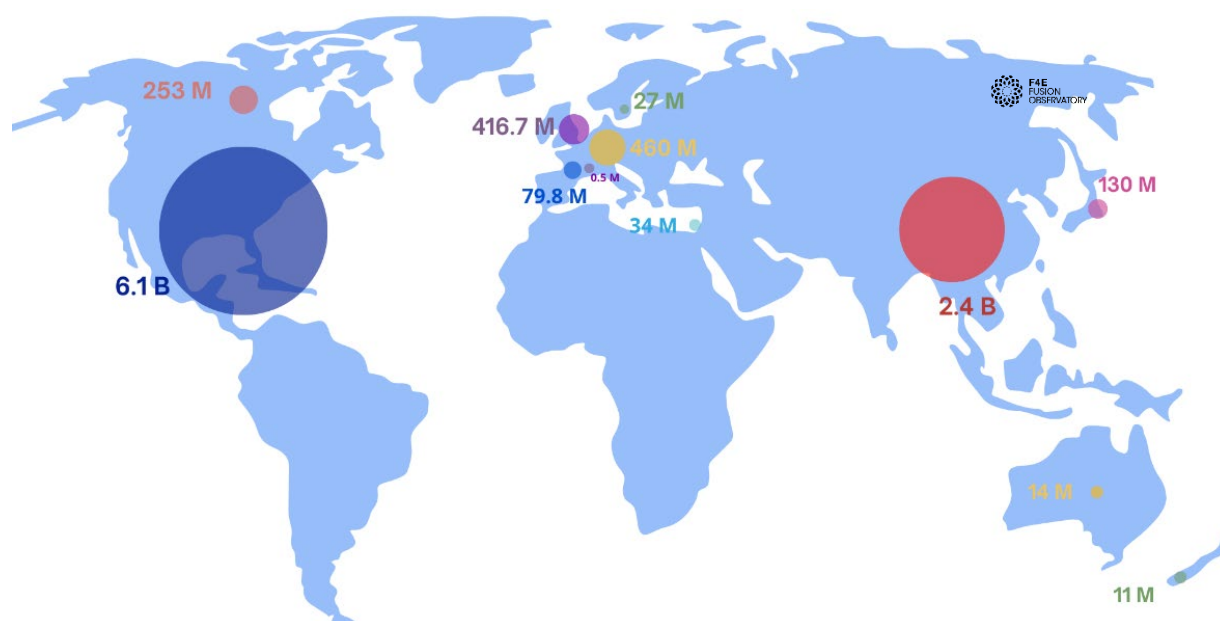 F4E
FUSION
OBSERVATORY
253 M
27 M
416.7 M
460 M
0.5 M
79.8 M
130 M
34 M
6.1 B
2.4 B
14 M
11 M